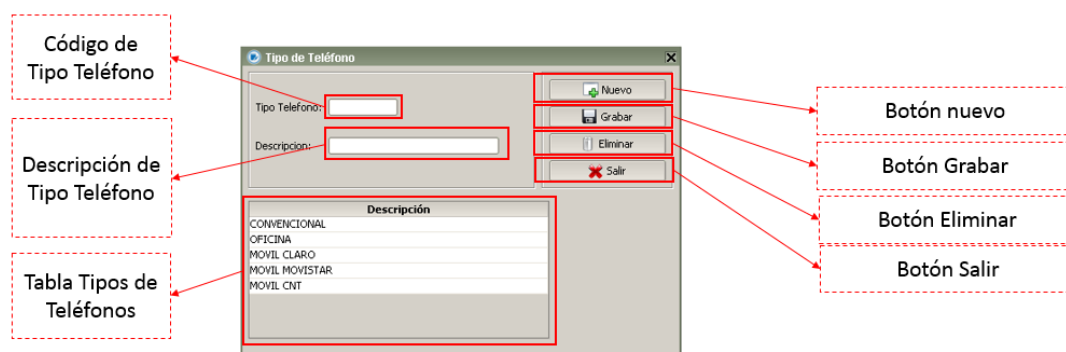 Código de
Tipo Teléfono
Descripción de
Tipo Teléfono
Tabla Tipos de
Teléfonos
Tipo de Teléfono
Tipo Telefono:
Descripcion:
Nuevo
Grabar
Eliminar
Salir
Descripción
CONVENCIONAL
OFICINA
MOVIL CLARO
MOVIL MOVISTAR
MOVIL CNT
Botón nuevo
Botón Grabar
Botón Eliminar
Botón Salir